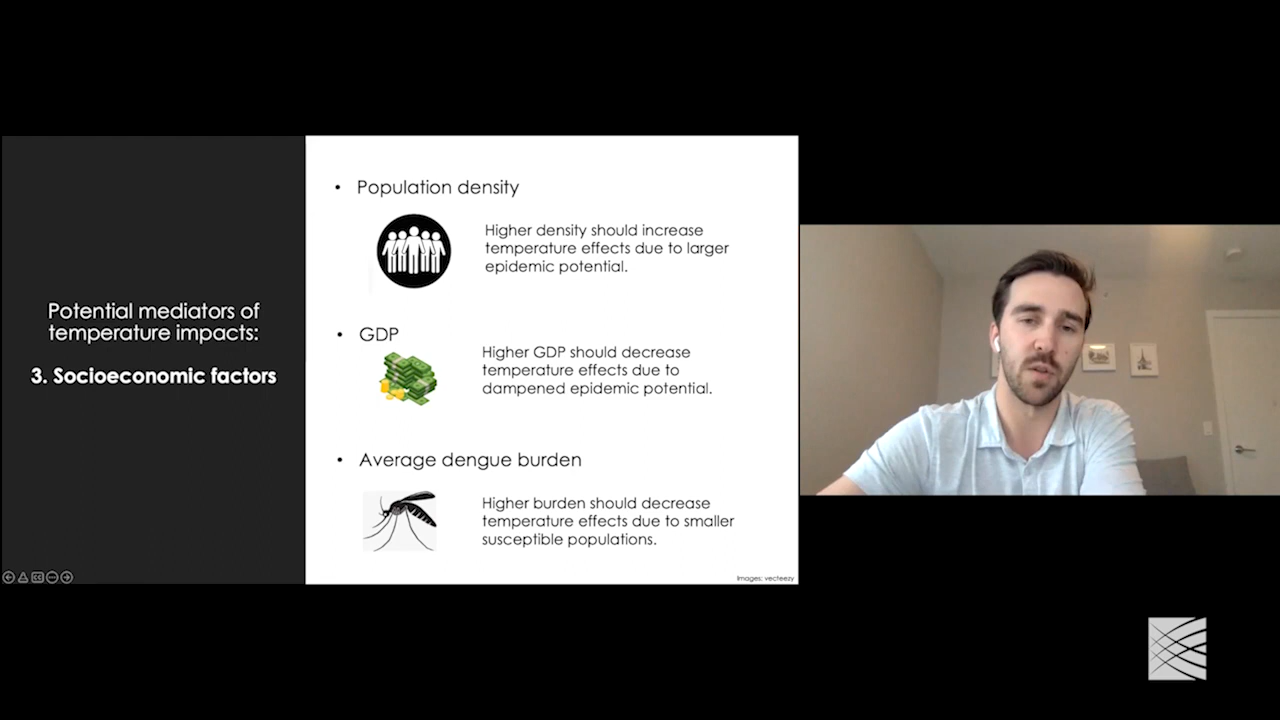 Potential mediators of
temperature impacts:
3. Socioeconomic factors
• Population density
Higher density should increase
temperature effects due to larger
epidemic potential.
• GDP
Higher GDP should decrease
temperature effects due to
dampened epidemic potential.
• Average dengue burden
Higher burden should decrease
temperature effects due to smaller
susceptible populations.
Images: vecteezy